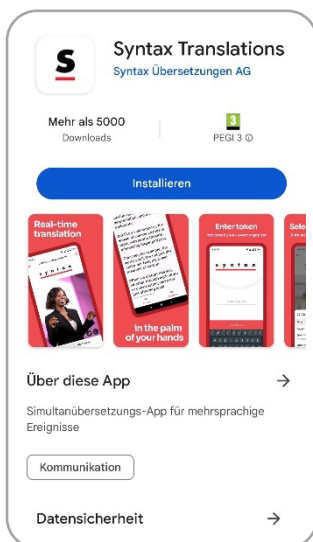 S
Syntax Translations
Syntax Übersetzungen AG
Mehr als 5000
Downloads
3
PEGI 3
Installieren
Real-time
translation
in the palm
of your hands
Enter token
syntax
Sele
Über diese App
Simultanübersetzungs-App für mehrsprachige
Ereignisse
Kommunikation
Datensicherheit